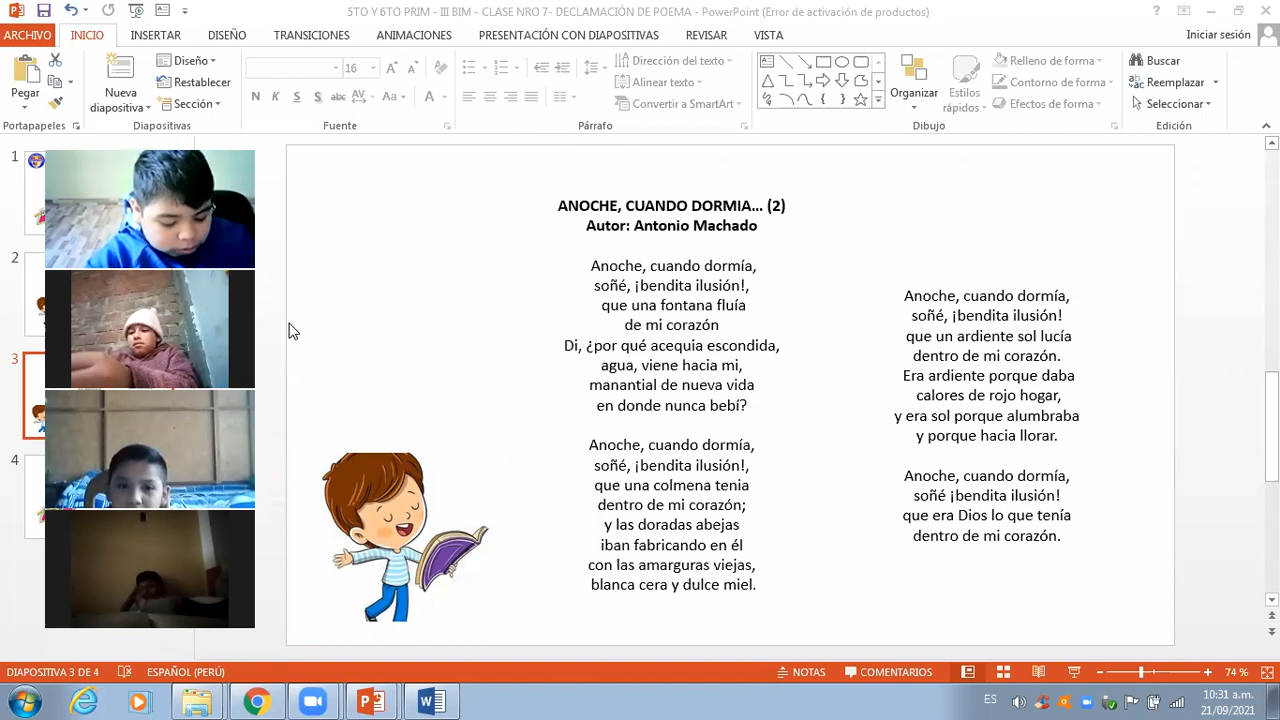 5TO Y 6TO PRIM - III BIM - CLASE NRO 7- DECLAMACIÓN DE POEMA - PowerPoint (Error de activación de productos)
ARCHIVO INICIO INSERTAR DISEÑO TRANSICIONES ANIMACIONES PRESENTACIÓN CON DIAPOSITIVAS REVISAR VISTA Iniciar sesión
Pegar
Nueva
diapositiva
Diseño
Restablecer
Sección
16
N K S S abc AV Aa A
Dirección del texto
Alinear texto
Convertir a SmartArt
Organizar
Estilos
rápidos
Relleno de forma
Contorno de forma
Efectos de forma
Buscar
Reemplazar
Seleccionar
Portapapeles Diapositivas Fuente Párrafo Dibujo Edición
1
2
3
4
ANOCHE, CUANDO DORMIA... (2)
Autor: Antonio Machado
Anoche, cuando dormía,
soñé, ¡bendita ilusión!,
que una fontana fluía
de mi corazón
Di, ¿por qué acequia escondida,
agua, viene hacia mi,
manantial de nueva vida
en donde nunca bebí?
Anoche, cuando dormía,
soñé, ¡bendita ilusión!,
que una colmena tenia
dentro de mi corazón;
y las doradas abejas
iban fabricando en él
con las amarguras viejas,
blanca cera y dulce miel.
Anoche, cuando dormía,
soñé, ¡bendita ilusión!
que un ardiente sol lucía
dentro de mi corazón.
Era ardiente porque daba
calores de rojo hogar,
y era sol porque alumbraba
y porque hacia llorar.
Anoche, cuando dormía,
soñé ¡bendita ilusión!
que era Dios lo que tenía
dentro de mi corazón.
DIAPOSITIVA 3 DE 4 ESPAÑOL (PERÚ) NOTAS COMENTARIOS 74 %
ES 10:31 a.m.
21/09/2021